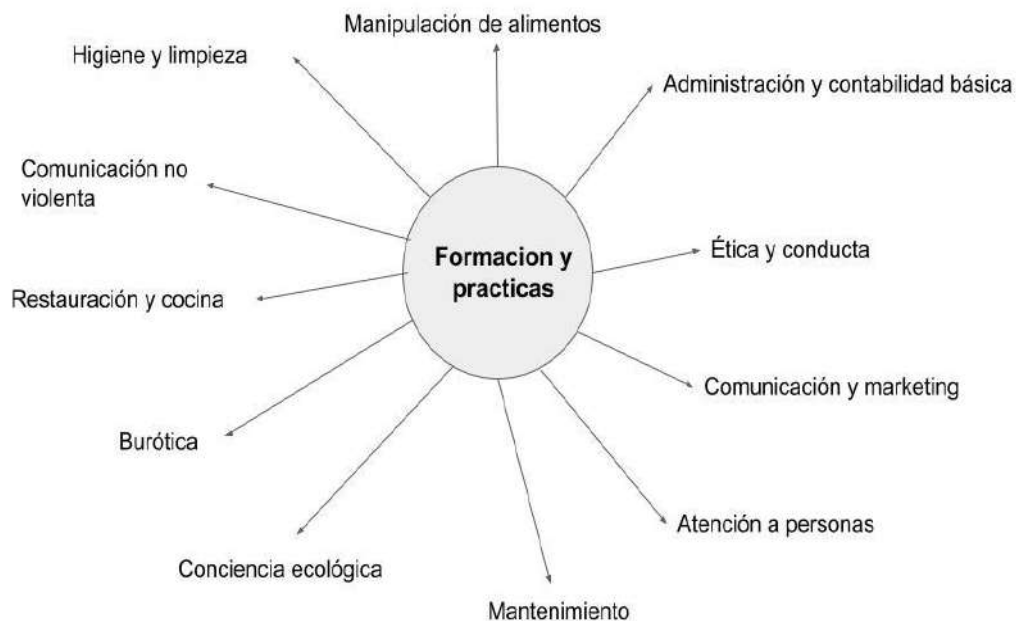 Manipulación de alimentos
Higiene y limpieza
Administración y contabilidad básica
Comunicación no
violenta
Formacion y
practicas
Ética y conducta
Restauración y cocina
Comunicación y marketing
Burótica
Atención a personas
Conciencia ecológica
Mantenimiento